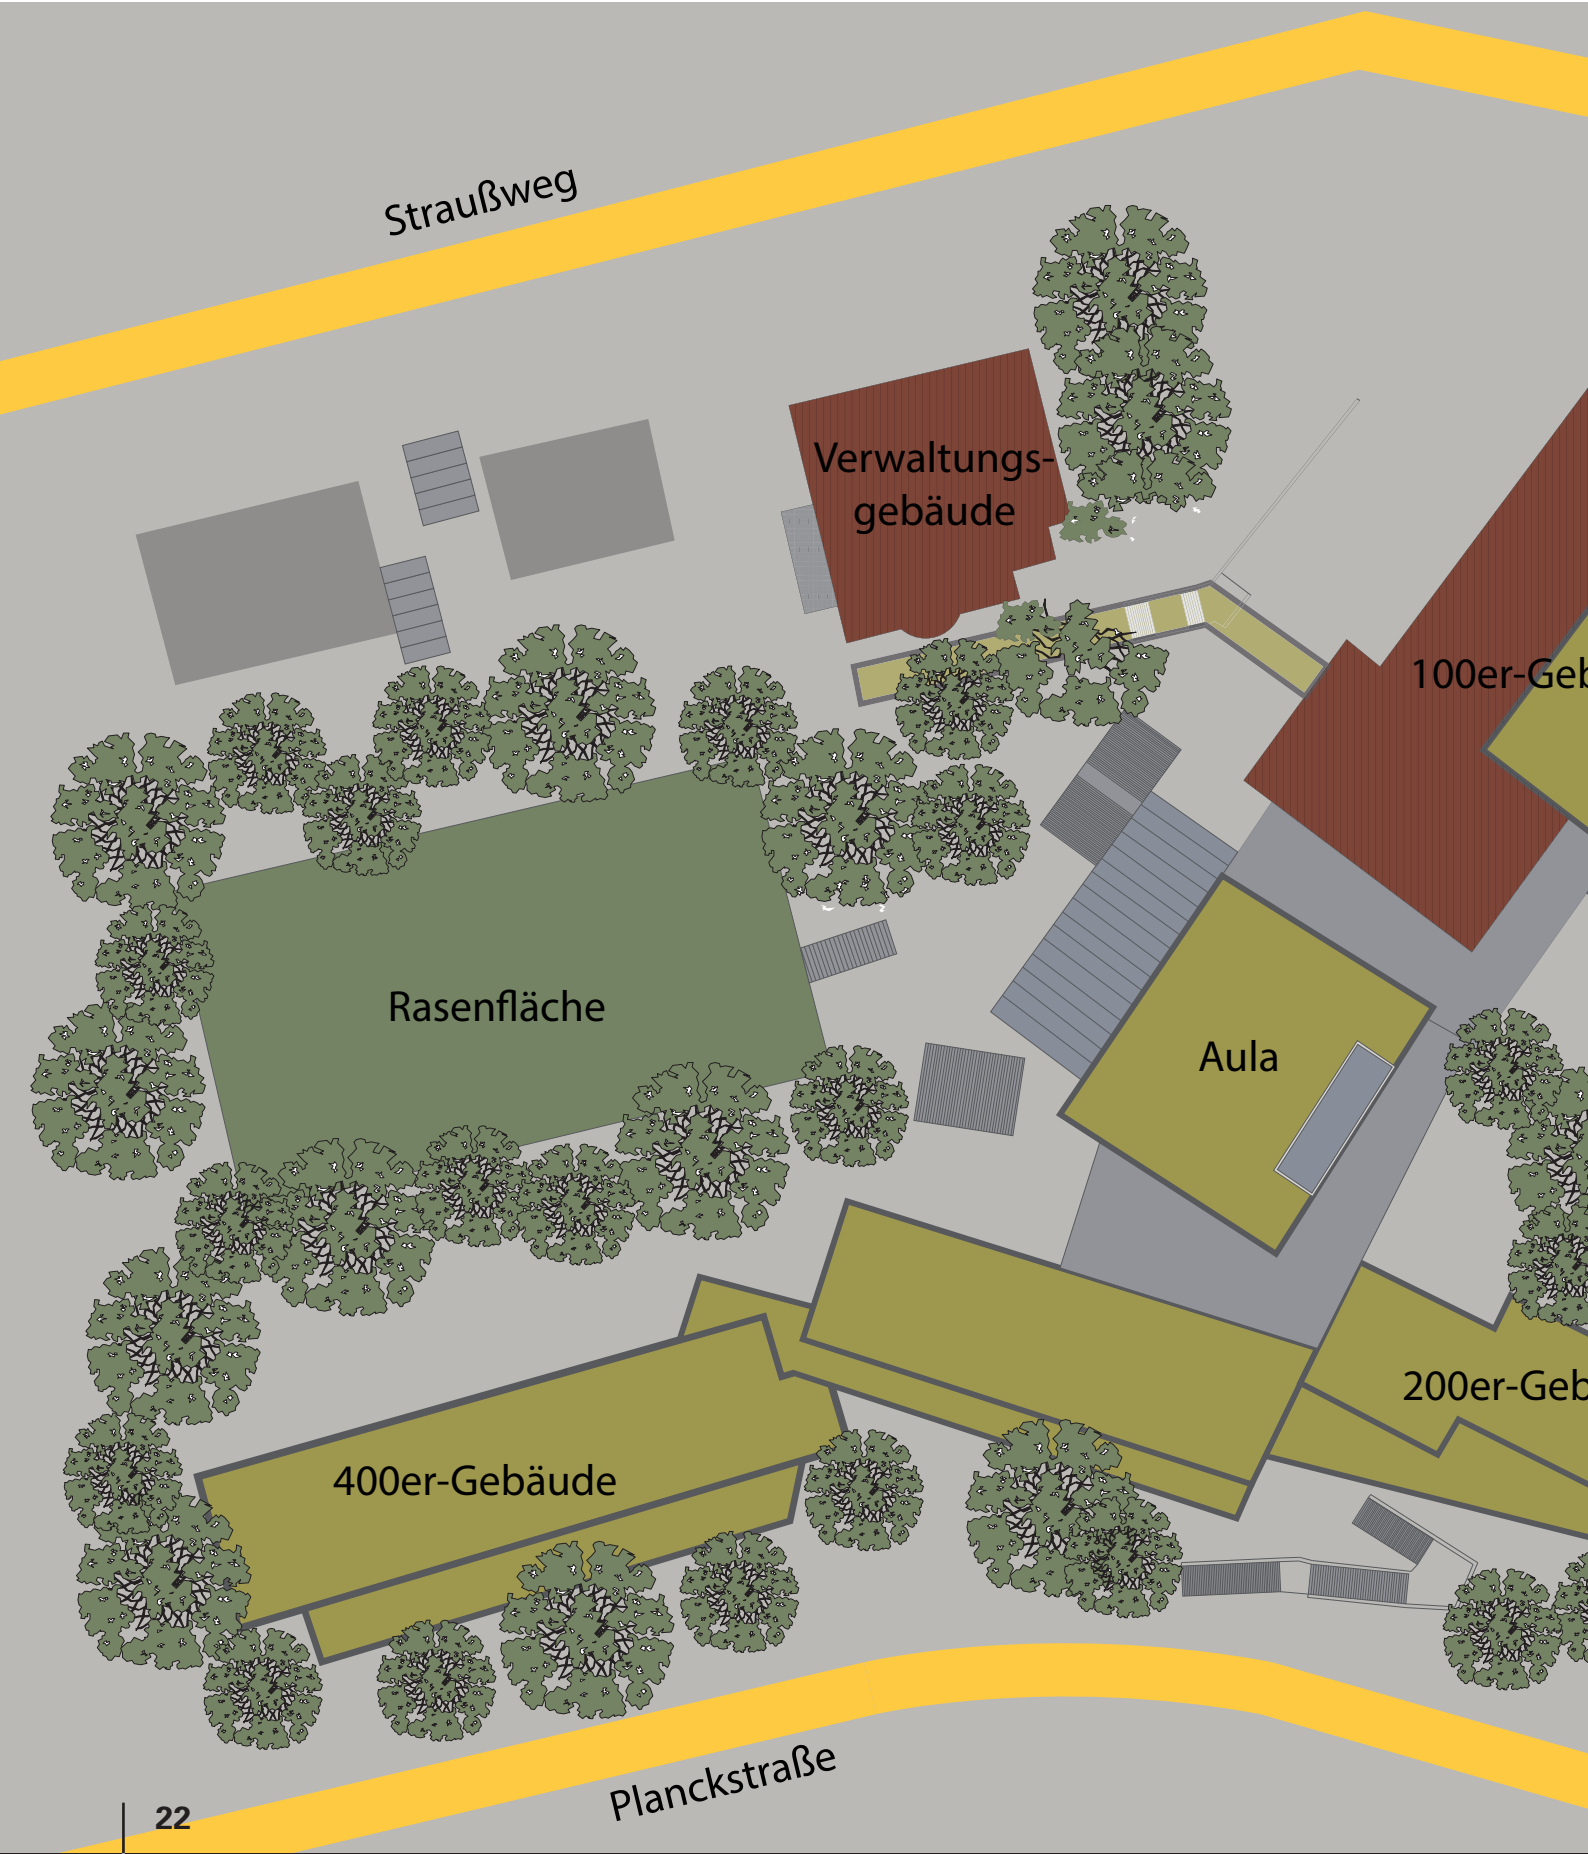 Straußweg
Verwaltungs-
gebäude
100er-Geb
Rasenfläche
Aula
200er-Geb
400er-Gebäude
Planckstraße
22